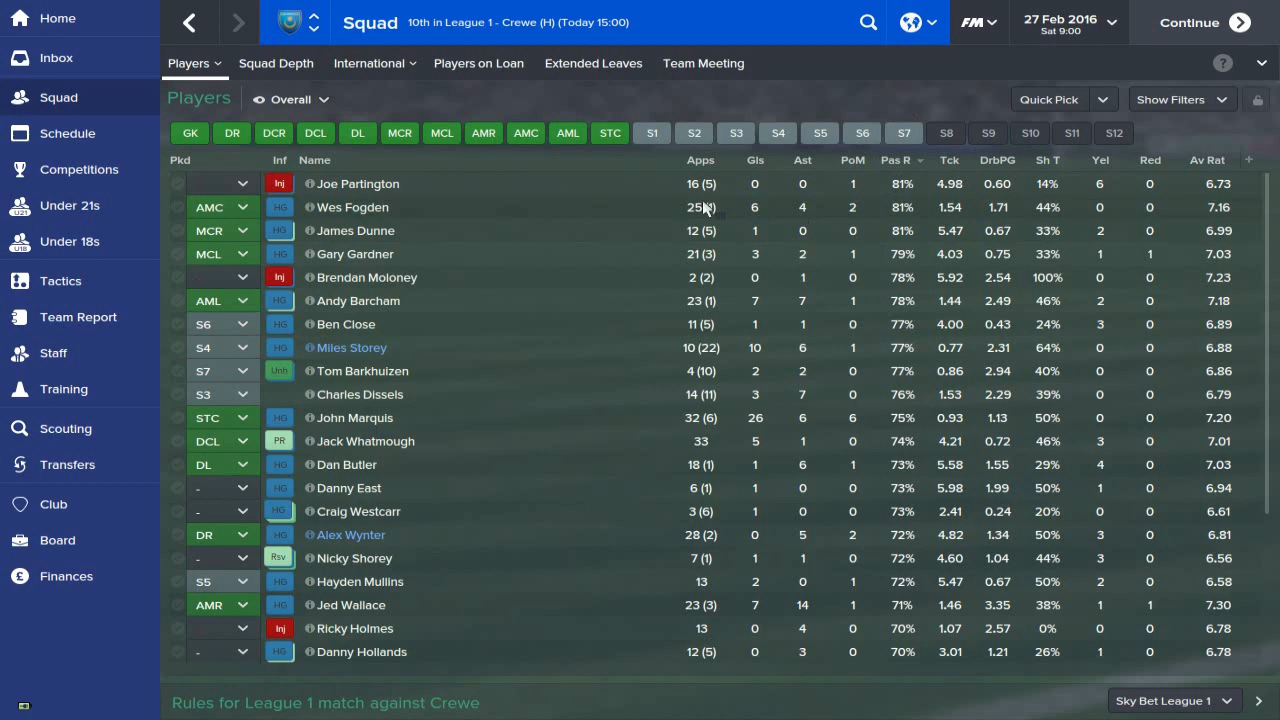 Home
Inbox
Squad
Schedule
Competitions
Under 21s
Under 18s
Tactics
Team Report
Staff
Training
Scouting
Transfers
Club
Board
Finances
Squad 10th in League 1 - Crewe (H) (Today 15:00) FM 27 Feb 2016 Sat 9:00 Continue
Players Squad Depth International Players on Loan Extended Leaves Team Meeting ?
Players Overall Quick Pick Show Filters
GK DR DCR DCL DL MCR MCL AMR AMC AML STC S1 S2 S3 S4 S5 S6 S7 S8 S9 S10 S11 S12
Pkd Inf Name Apps Gls Ast PoM Pas R Tck DrbPG Sh T Yel Red Av Rat +
Inj Joe Partington 16 (5) 0 0 1 81% 4.98 0.60 14% 6 0 6.73
AMC HG Wes Fogden 25 6 4 2 81% 1.54 1.71 44% 0 0 7.16
MCR HG James Dunne 12 (5) 1 0 0 81% 5.47 0.67 33% 2 0 6.99
MCL HG Gary Gardner 21 (3) 3 2 1 79% 4.03 0.75 33% 1 1 7.03
Inj Brendan Moloney 2 (2) 0 1 0 78% 5.92 2.54 100% 0 0 7.23
AML HG Andy Barcham 23 (1) 7 7 1 78% 1.44 2.49 46% 2 0 7.18
S6 HG Ben Close 11 (5) 1 1 0 77% 4.00 0.43 24% 3 0 6.89
S4 HG Miles Storey 10 (22) 10 6 1 77% 0.77 2.31 64% 0 0 6.88
S7 Unh Tom Barkhuizen 4 (10) 2 2 0 77% 0.86 2.94 40% 0 0 6.86
S3 Charles Dissels 14 (11) 3 7 0 76% 1.53 2.29 39% 0 0 6.79
STC HG John Marquis 32 (6) 26 6 6 75% 0.93 1.13 50% 0 0 7.20
DCL PR Jack Whatmough 33 5 1 0 74% 4.21 0.72 46% 3 0 7.01
DL HG Dan Butler 18 (1) 1 6 1 73% 5.58 1.55 29% 4 0 7.03
- HG Danny East 6 (1) 1 1 0 73% 5.98 1.99 50% 1 0 6.94
- HG Craig Westcarr 3 (6) 1 0 0 73% 2.41 0.24 20% 0 0 6.61
DR HG Alex Wynter 28 (2) 0 5 2 72% 4.82 1.34 50% 3 0 6.81
- Rsv Nicky Shorey 7 (1) 1 1 0 72% 4.60 1.04 44% 3 0 6.56
S5 HG Hayden Mullins 13 2 0 1 72% 5.47 0.67 50% 2 0 6.58
AMR HG Jed Wallace 23 (3) 7 14 1 71% 1.46 3.35 38% 1 1 7.30
Inj Ricky Holmes 13 0 4 0 70% 1.07 2.57 0% 0 0 6.78
- HG Danny Hollands 12 (5) 0 3 0 70% 3.01 1.21 26% 1 0 6.78
Rules for League 1 match against Crewe Sky Bet League 1